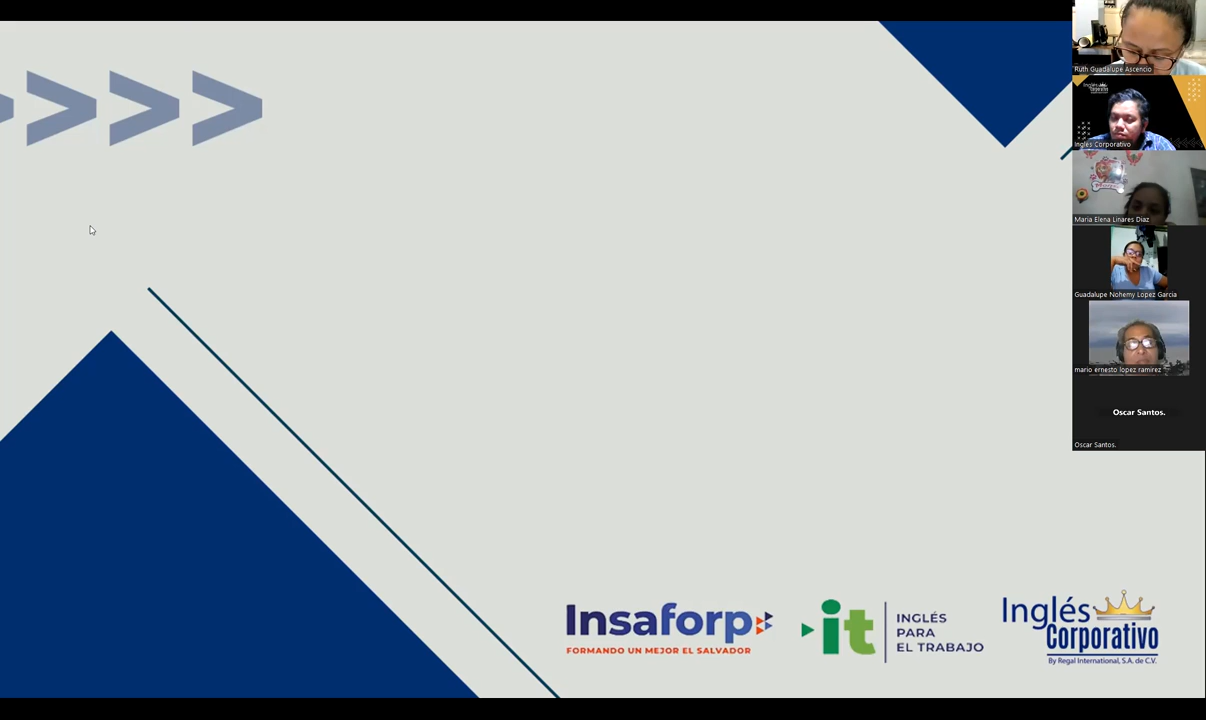 Ruth Guadalupe Ascencio
Inglés Corporativo
Inglés Corporativo
Maria Elena Linares Diaz
Guadalupe Nohemy Lopez Garcia
mario ernesto lopez ramirez
Oscar Santos.
Oscar Santos.
Insaforp
FORMANDO UN MEJOR EL SALVADOR
it
INGLÉS
PARA
EL TRABAJO
Inglés
Corporativo
By Regal International, S.A. de C.V.